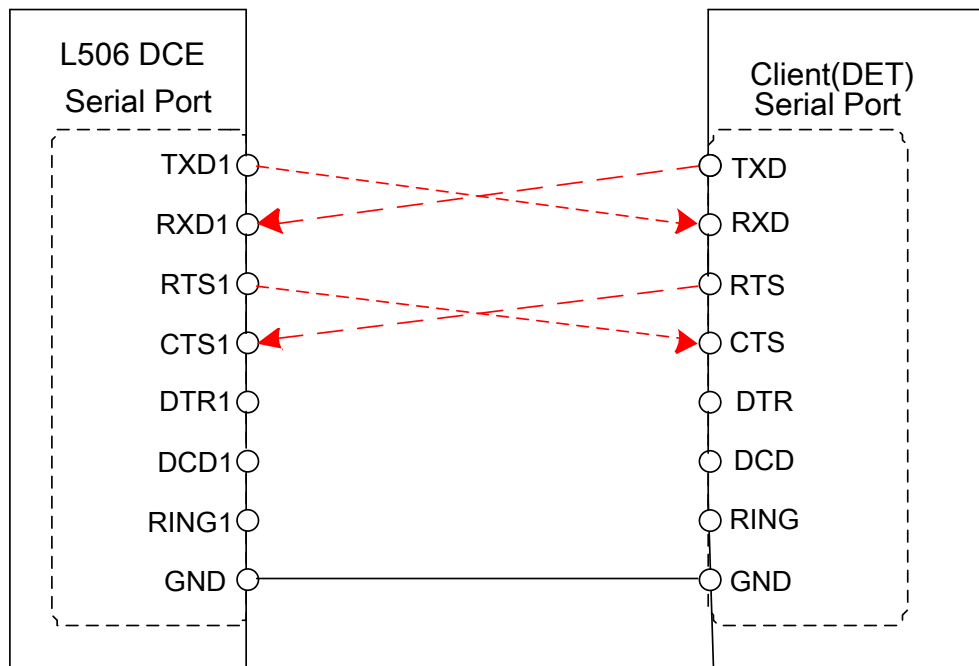 L506 DCE
Serial Port
TXD1
RXD1
RTS1
CTS1
DTR1
DCD1
RING1
GND
Client(DET)
Serial Port
TXD
RXD
RTS
CTS
DTR
DCD
RING
GND